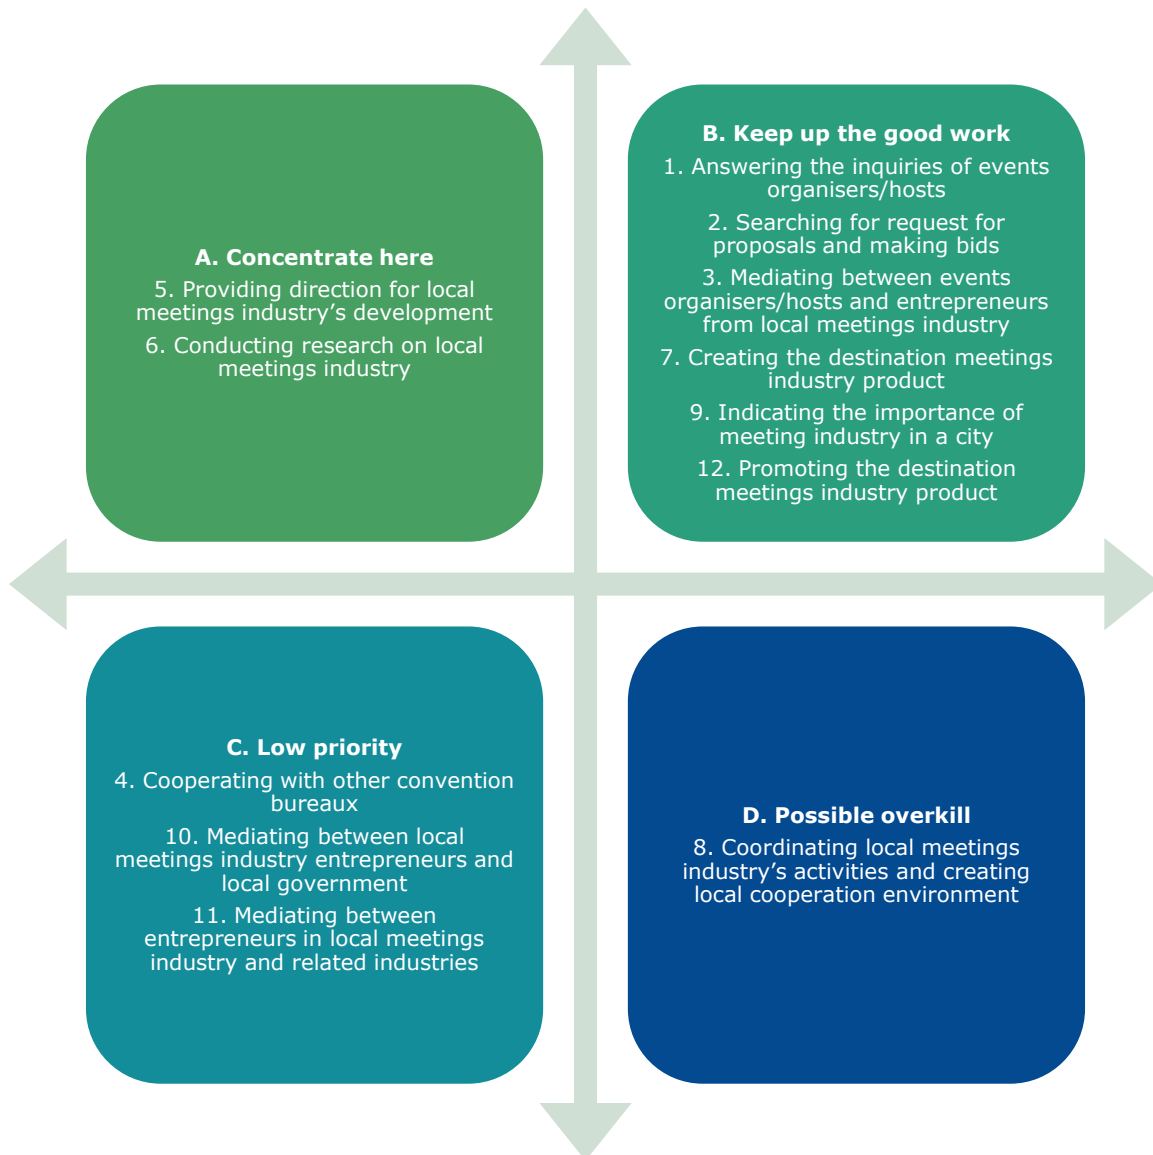 A. Concentrate here
5. Providing direction for local
meetings industry's development
6. Conducting research on local
meetings industry
B. Keep up the good work
1. Answering the inquiries of events
organisers/hosts
2. Searching for request for
proposals and making bids
3. Mediating between events
organisers/hosts and entrepreneurs
from local meetings industry
7. Creating the destination meetings
industry product
9. Indicating the importance of
meeting industry in a city
12. Promoting the destination
meetings industry product
C. Low priority
4. Cooperating with other convention
bureaux
10. Mediating between local
meetings industry entrepreneurs and
local government
11. Mediating between
entrepreneurs in local meetings
industry and related industries
D. Possible overkill
8. Coordinating local meetings
industry's activities and creating
local cooperation environment